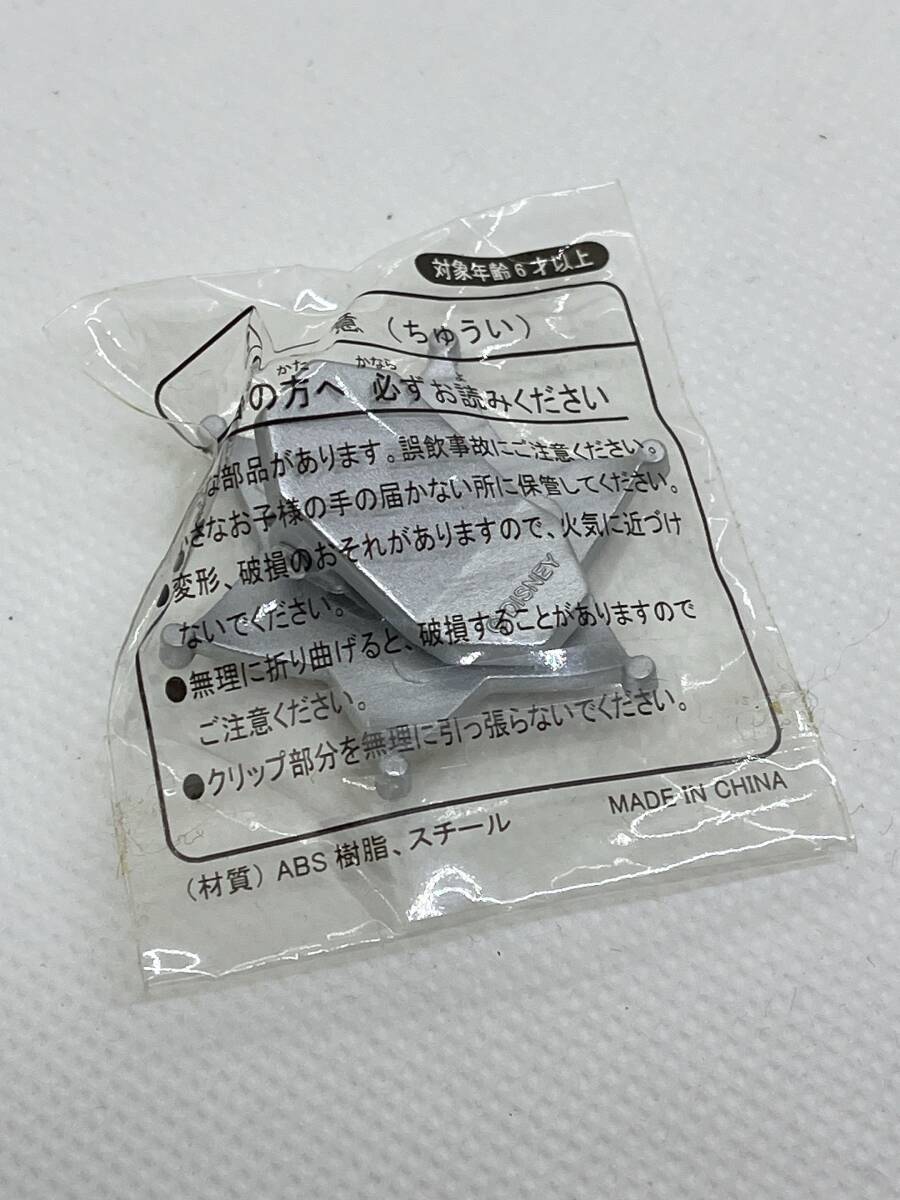 対象年齢6才以上
意(ちゅうい)
かた かなら よ
の方へ 必ずお読みください
な部品があります。誤飲事故にご注意ください。
さなお子様の手の届かない所に保管してください。
●変形、破損のおそれがありますので、火気に近づけ
ないでください。
●無理に折り曲げると、破損することがありますので
ご注意ください。
●クリップ部分を無理に引っ張らないでください。
(材質)ABS樹脂、スチール
MADE IN CHINA
©DISNEY